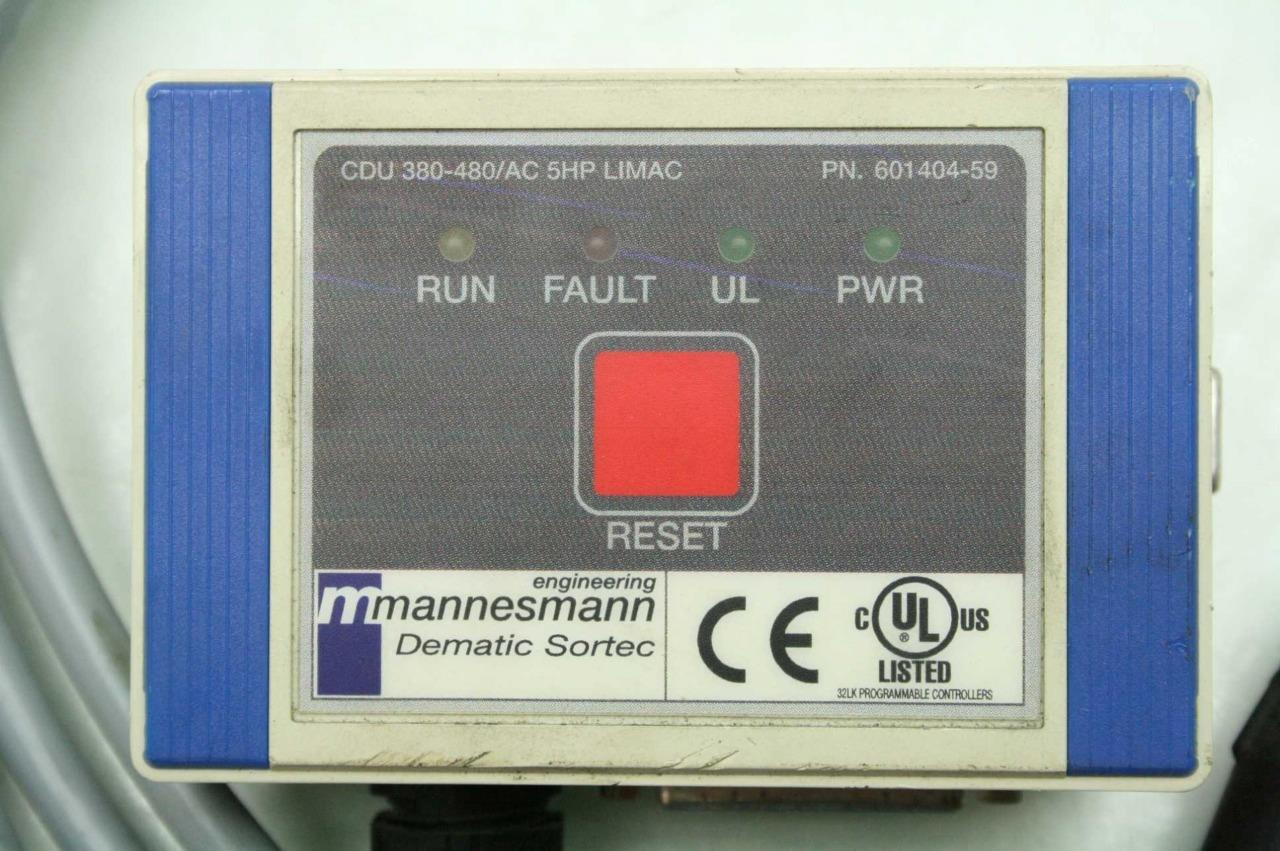 CDU 380-480/AC 5HP LIMAC PN. 601404-59
RUN FAULT UL PWR
RESET
engineering
m mannesmann
Dematic Sortec
CE
C UL US
®
LISTED
32LK PROGRAMMABLE CONTROLLERS